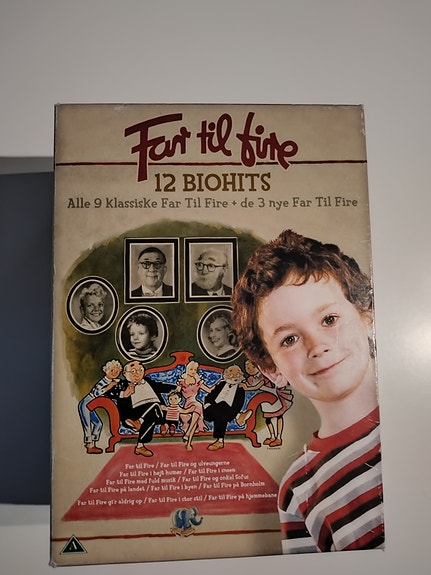 Far til fire
12 BIOHITS
Alle 9 klassiske Far Til Fire + de 3 nye Far Til Fire
Far til Fire / Far til Fire og ulveungerne
Far til Fire i højt humør / Far til Fire i sneen
Far til Fire med fuld musik / Far til Fire og onkel Sofus
Far til Fire på landet / Far til Fire i byen / Far til Fire på Bornholm
Far til Fire gi'r aldrig op / Far til Fire i stor stil / Far til Fire på hjemmebane
A